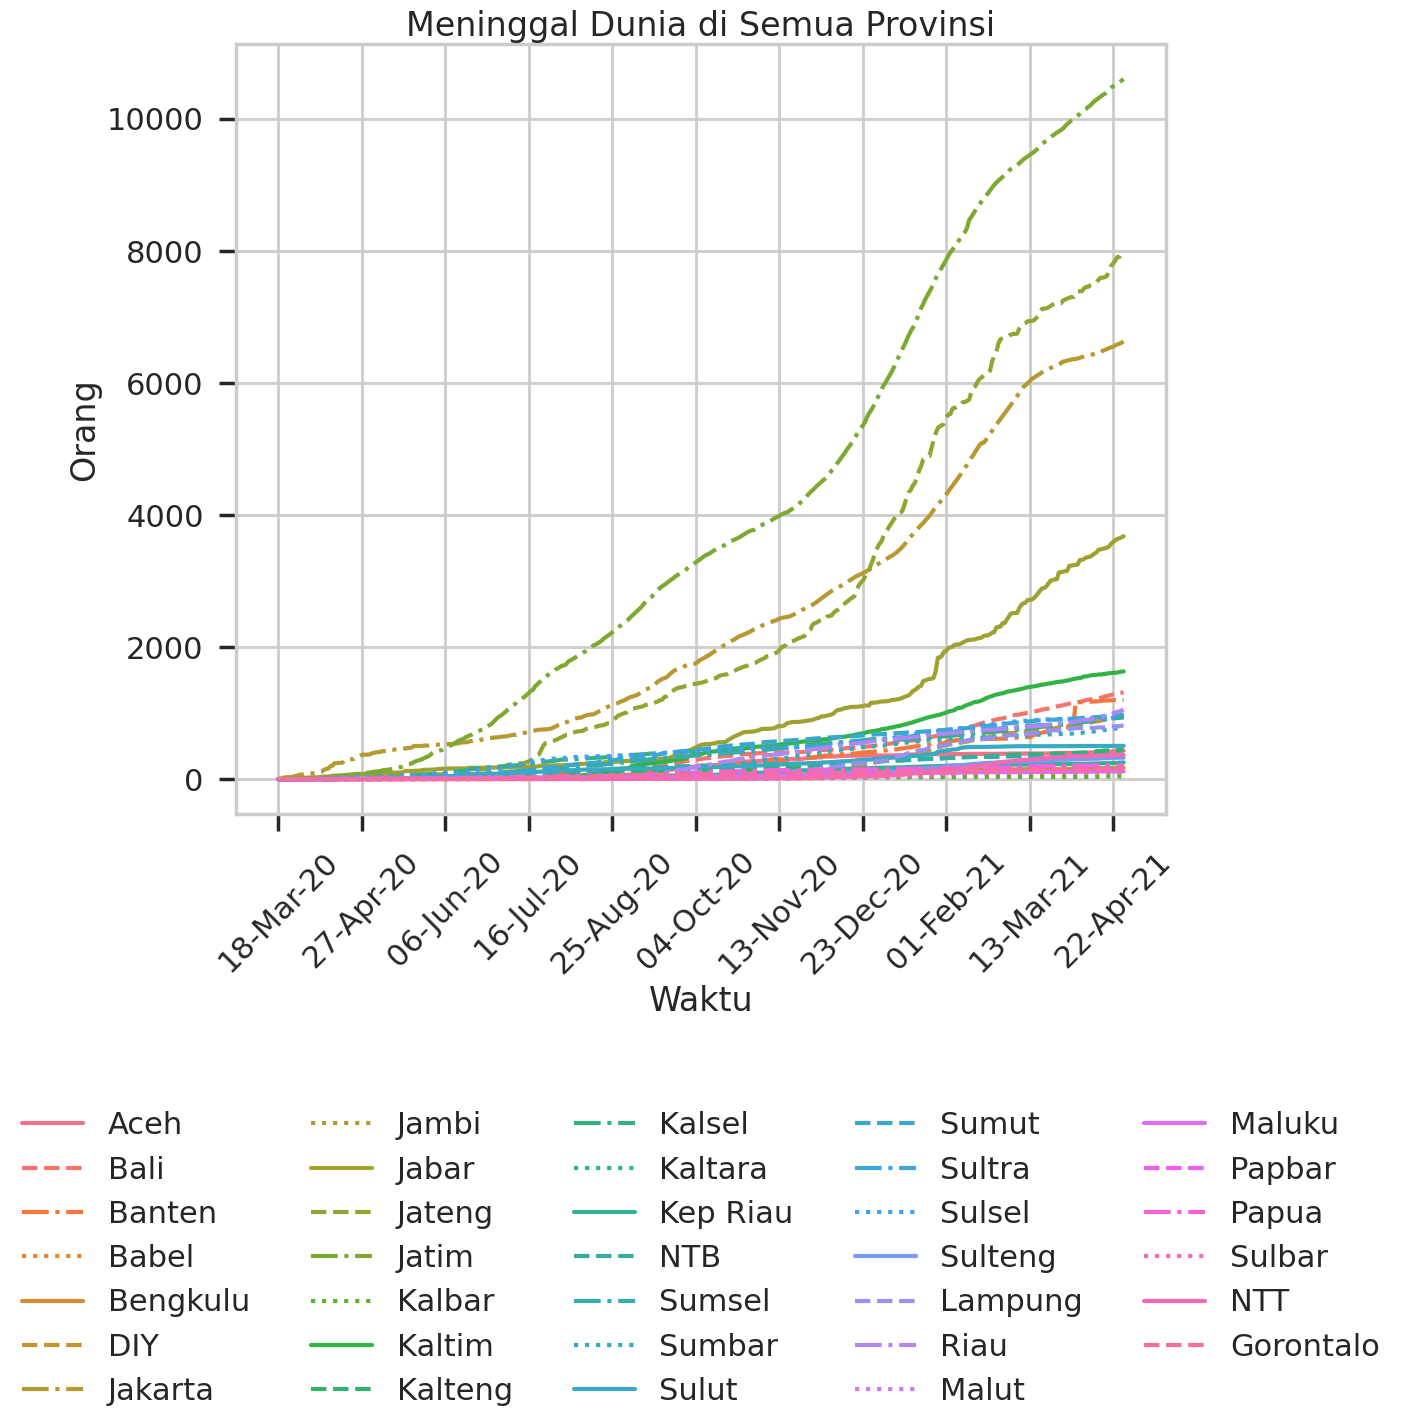 Meninggal Dunia di Semua Provinsi
10000
8000
6000
4000
2000
0
Orang
18-Mar-20
27-Apr-20
06-Jun-20
16-Jul-20
25-Aug-20
04-Oct-20
13-Nov-20
23-Dec-20
01-Feb-21
13-Mar-21
22-Apr-21
Waktu
Aceh
Bali
Banten
Babel
Bengkulu
DIY
Jakarta
Jambi
Jabar
Jateng
Jatim
Kalbar
Kaltim
Kalteng
Kalsel
Kaltara
Kep Riau
NTB
Sumsel
Sumbar
Sulut
Sumut
Sultra
Sulsel
Sulteng
Lampung
Riau
Malut
Maluku
Papbar
Papua
Sulbar
NTT
Gorontalo